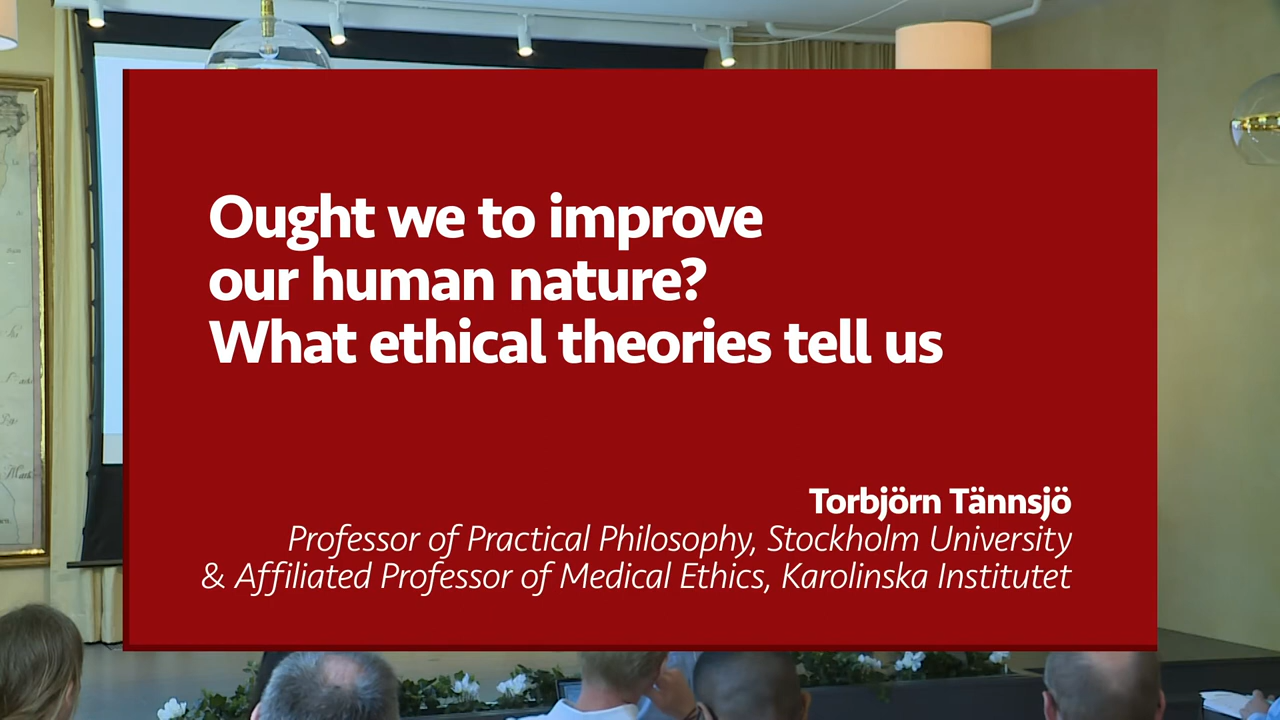 Ought we to improve
our human nature?
What ethical theories tell us
Torbjörn Tännsjö
Professor of Practical Philosophy, Stockholm University
& Affiliated Professor of Medical Ethics, Karolinska Institutet